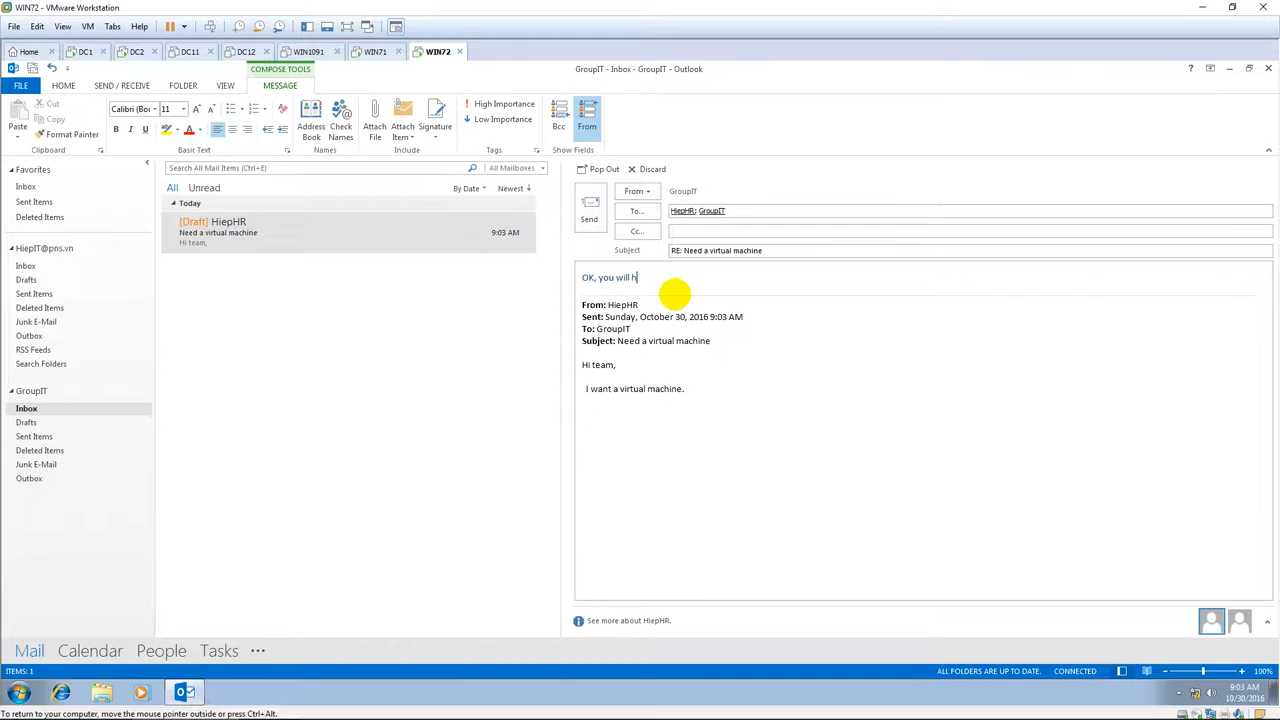 WIN72 - VMware Workstation
File Edit View VM Tabs Help
Home DC1 DC2 DC11 DC12 WIN1091 WIN71 WIN72
COMPOSE TOOLS GroupIT - Inbox - GroupIT - Outlook
FILE HOME SEND / RECEIVE FOLDER VIEW MESSAGE
Paste Cut Copy Format Painter
Calibri (Boc 11
B I U
Address Book Check Names Attach File Attach Item Signature
High Importance
Low Importance
Bcc From
Clipboard Basic Text Names Include Tags Show Fields
Favorites
Inbox
Sent Items
Deleted Items
HiepIT@pns.vn
Inbox
Drafts
Sent Items
Deleted Items
Junk E-Mail
Outbox
RSS Feeds
Search Folders
GroupIT
Inbox
Drafts
Sent Items
Deleted Items
Junk E-Mail
Outbox
Search All Mail Items (Ctrl+E) All Mailboxes
All Unread By Date Newest
Today
[Draft] HiepHR
Need a virtual machine 9:03 AM
Hi team,
Pop Out Discard
Send
From GroupIT
To... HiepHR; GroupIT
Cc...
Subject RE: Need a virtual machine
OK, you will h
From: HiepHR
Sent: Sunday, October 30, 2016 9:03 AM
To: GroupIT
Subject: Need a virtual machine
Hi team,
I want a virtual machine.
See more about HiepHR.
Mail Calendar People Tasks •••
ITEMS: 1 ALL FOLDERS ARE UP TO DATE. CONNECTED 100%
9:03 AM
10/30/2016
To return to your computer, move the mouse pointer outside or press Ctrl+Alt.